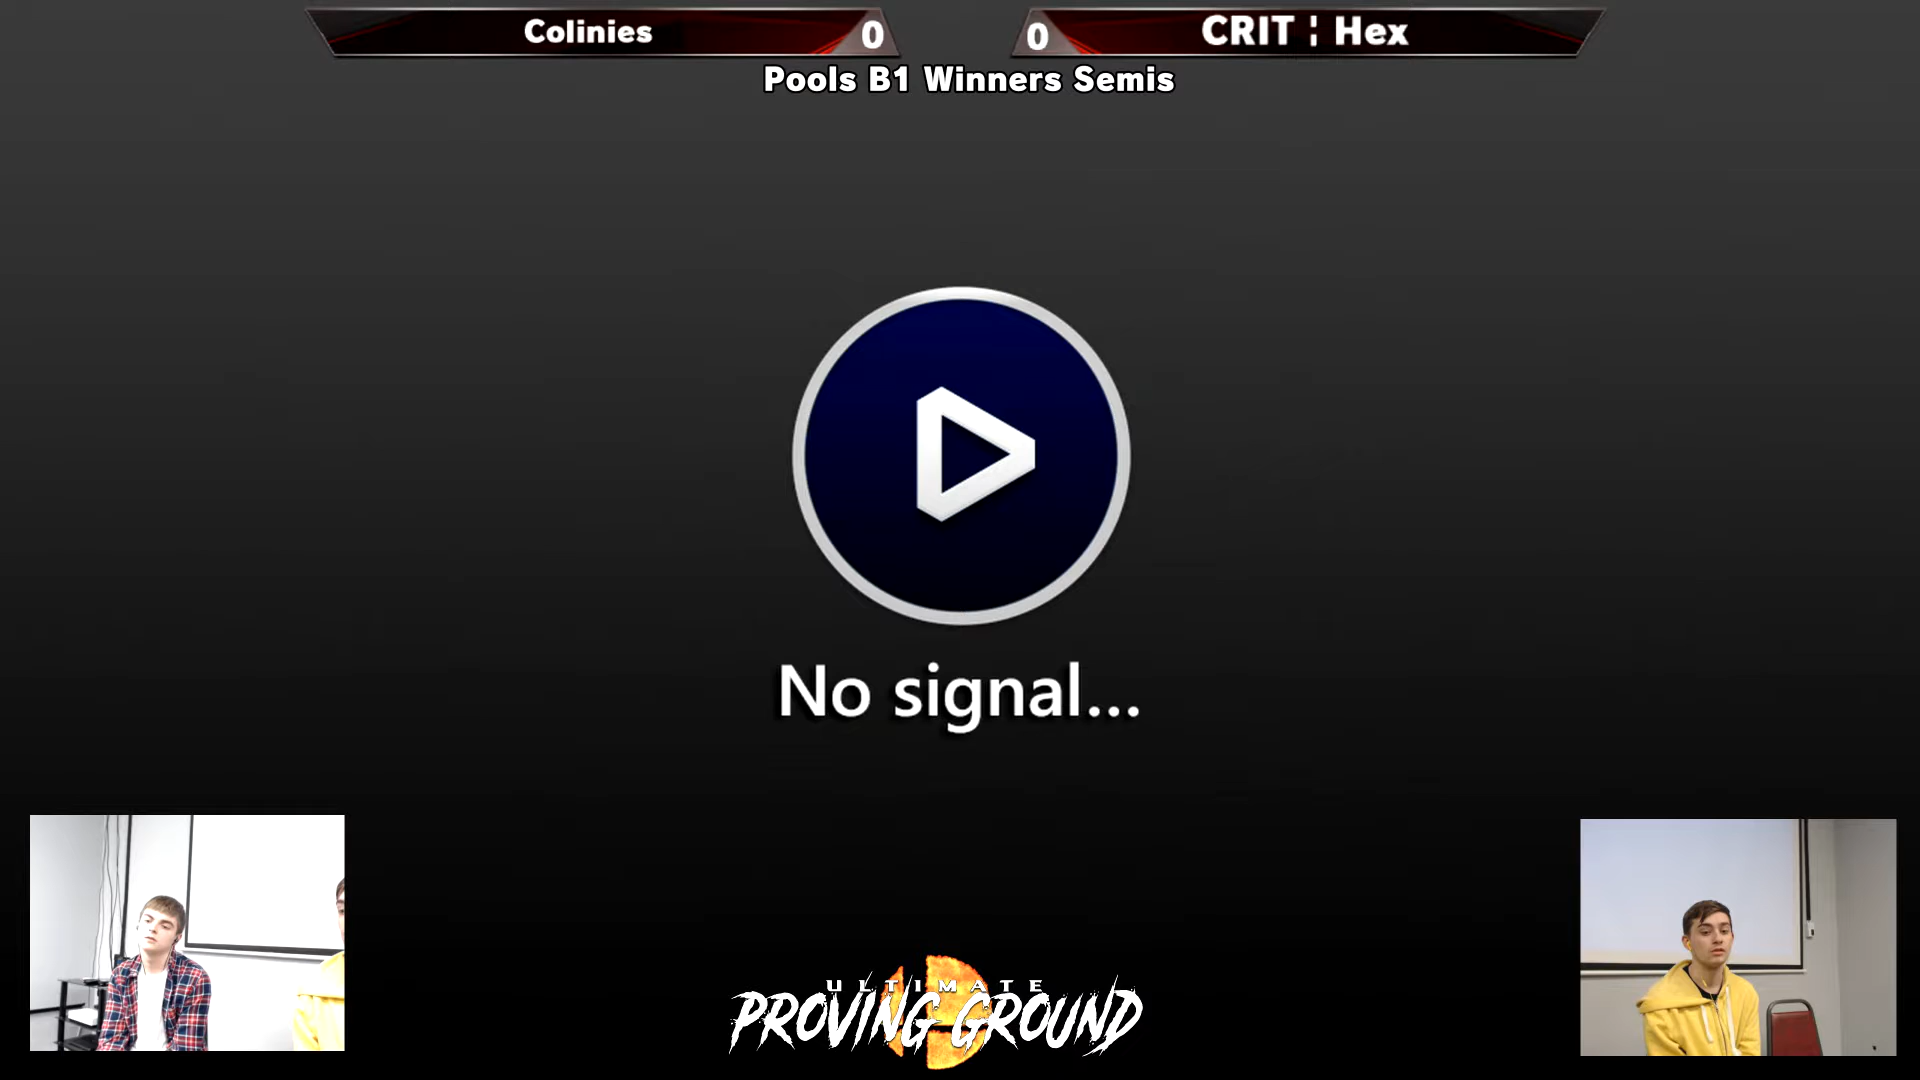 Colinies 0
0 CRIT ¦ Hex
Pools B1 Winners Semis
No signal...
ULTIMATE
PROVING GROUND